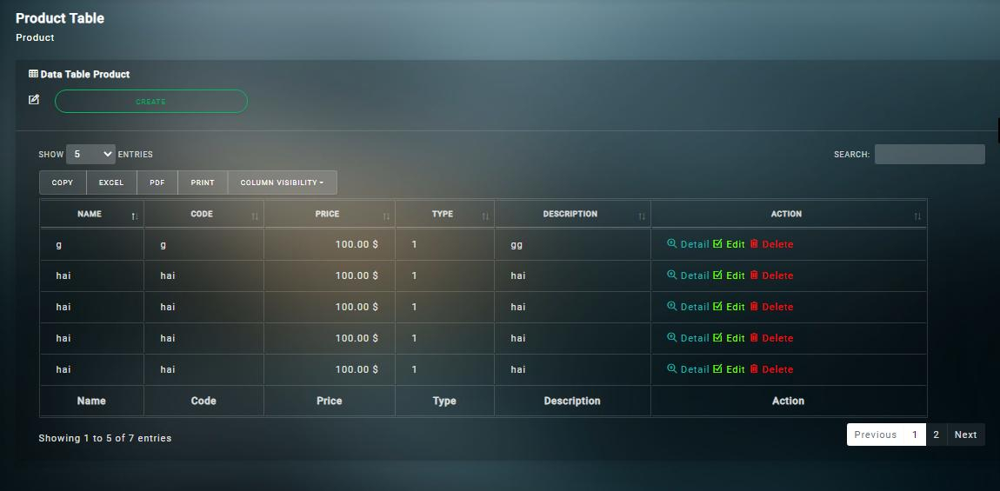 Product Table
Product
Data Table Product
CREATE
SHOW 5 ENTRIES SEARCH:
COPY EXCEL PDF PRINT COLUMN VISIBILITY
NAME CODE PRICE TYPE DESCRIPTION ACTION
g g 100.00 $ 1 gg Detail Edit Delete
hai hai 100.00 $ 1 hai Detail Edit Delete
hai hai 100.00 $ 1 hai Detail Edit Delete
hai hai 100.00 $ 1 hai Detail Edit Delete
hai hai 100.00 $ 1 hai Detail Edit Delete
Name Code Price Type Description Action
Showing 1 to 5 of 7 entries Previous 1 2 Next